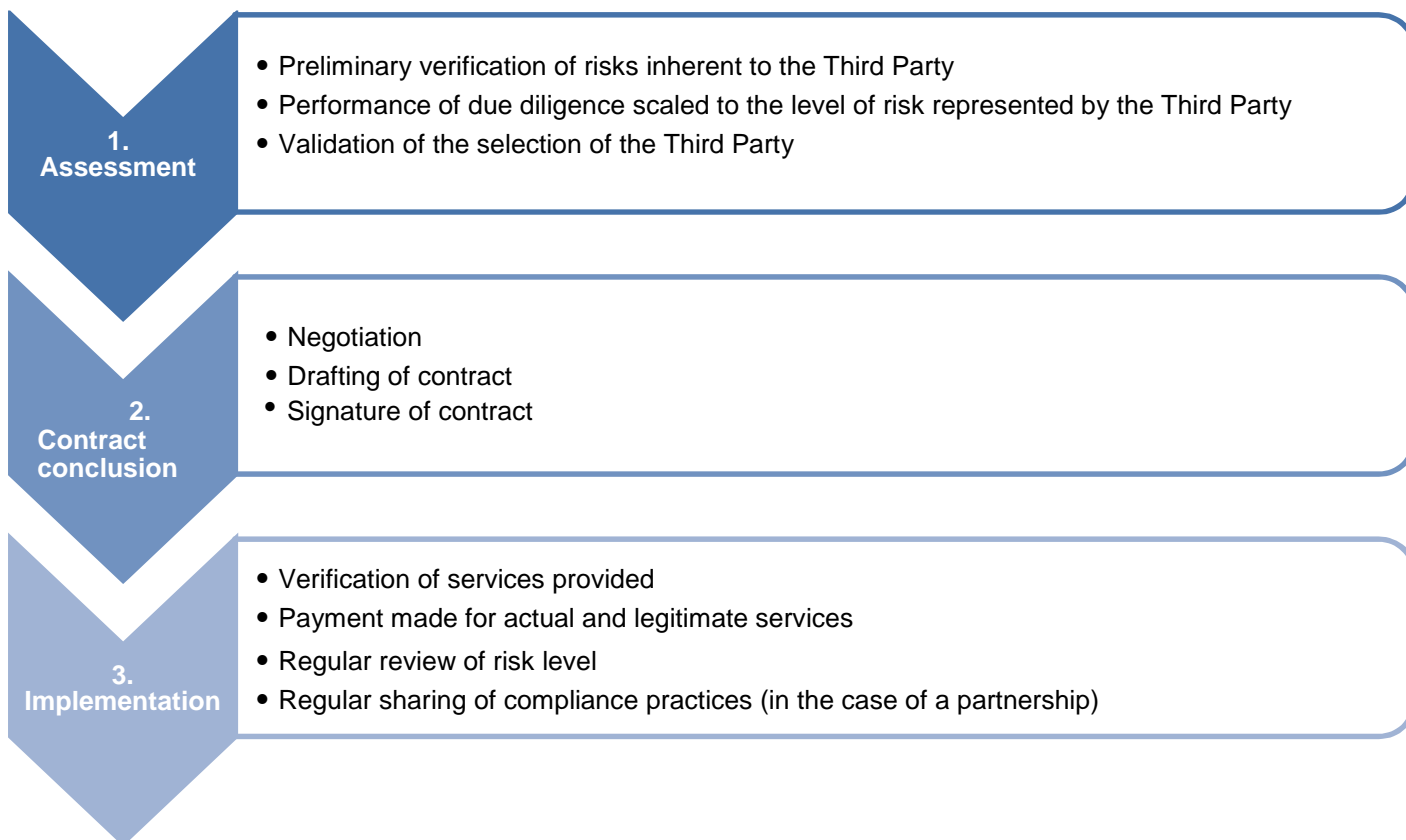 1.
Assessment
• Preliminary verification of risks inherent to the Third Party
• Performance of due diligence scaled to the level of risk represented by the Third Party
• Validation of the selection of the Third Party
2.
Contract
conclusion
• Negotiation
• Drafting of contract
• Signature of contract
3.
Implementation
• Verification of services provided
• Payment made for actual and legitimate services
• Regular review of risk level
• Regular sharing of compliance practices (in the case of a partnership)